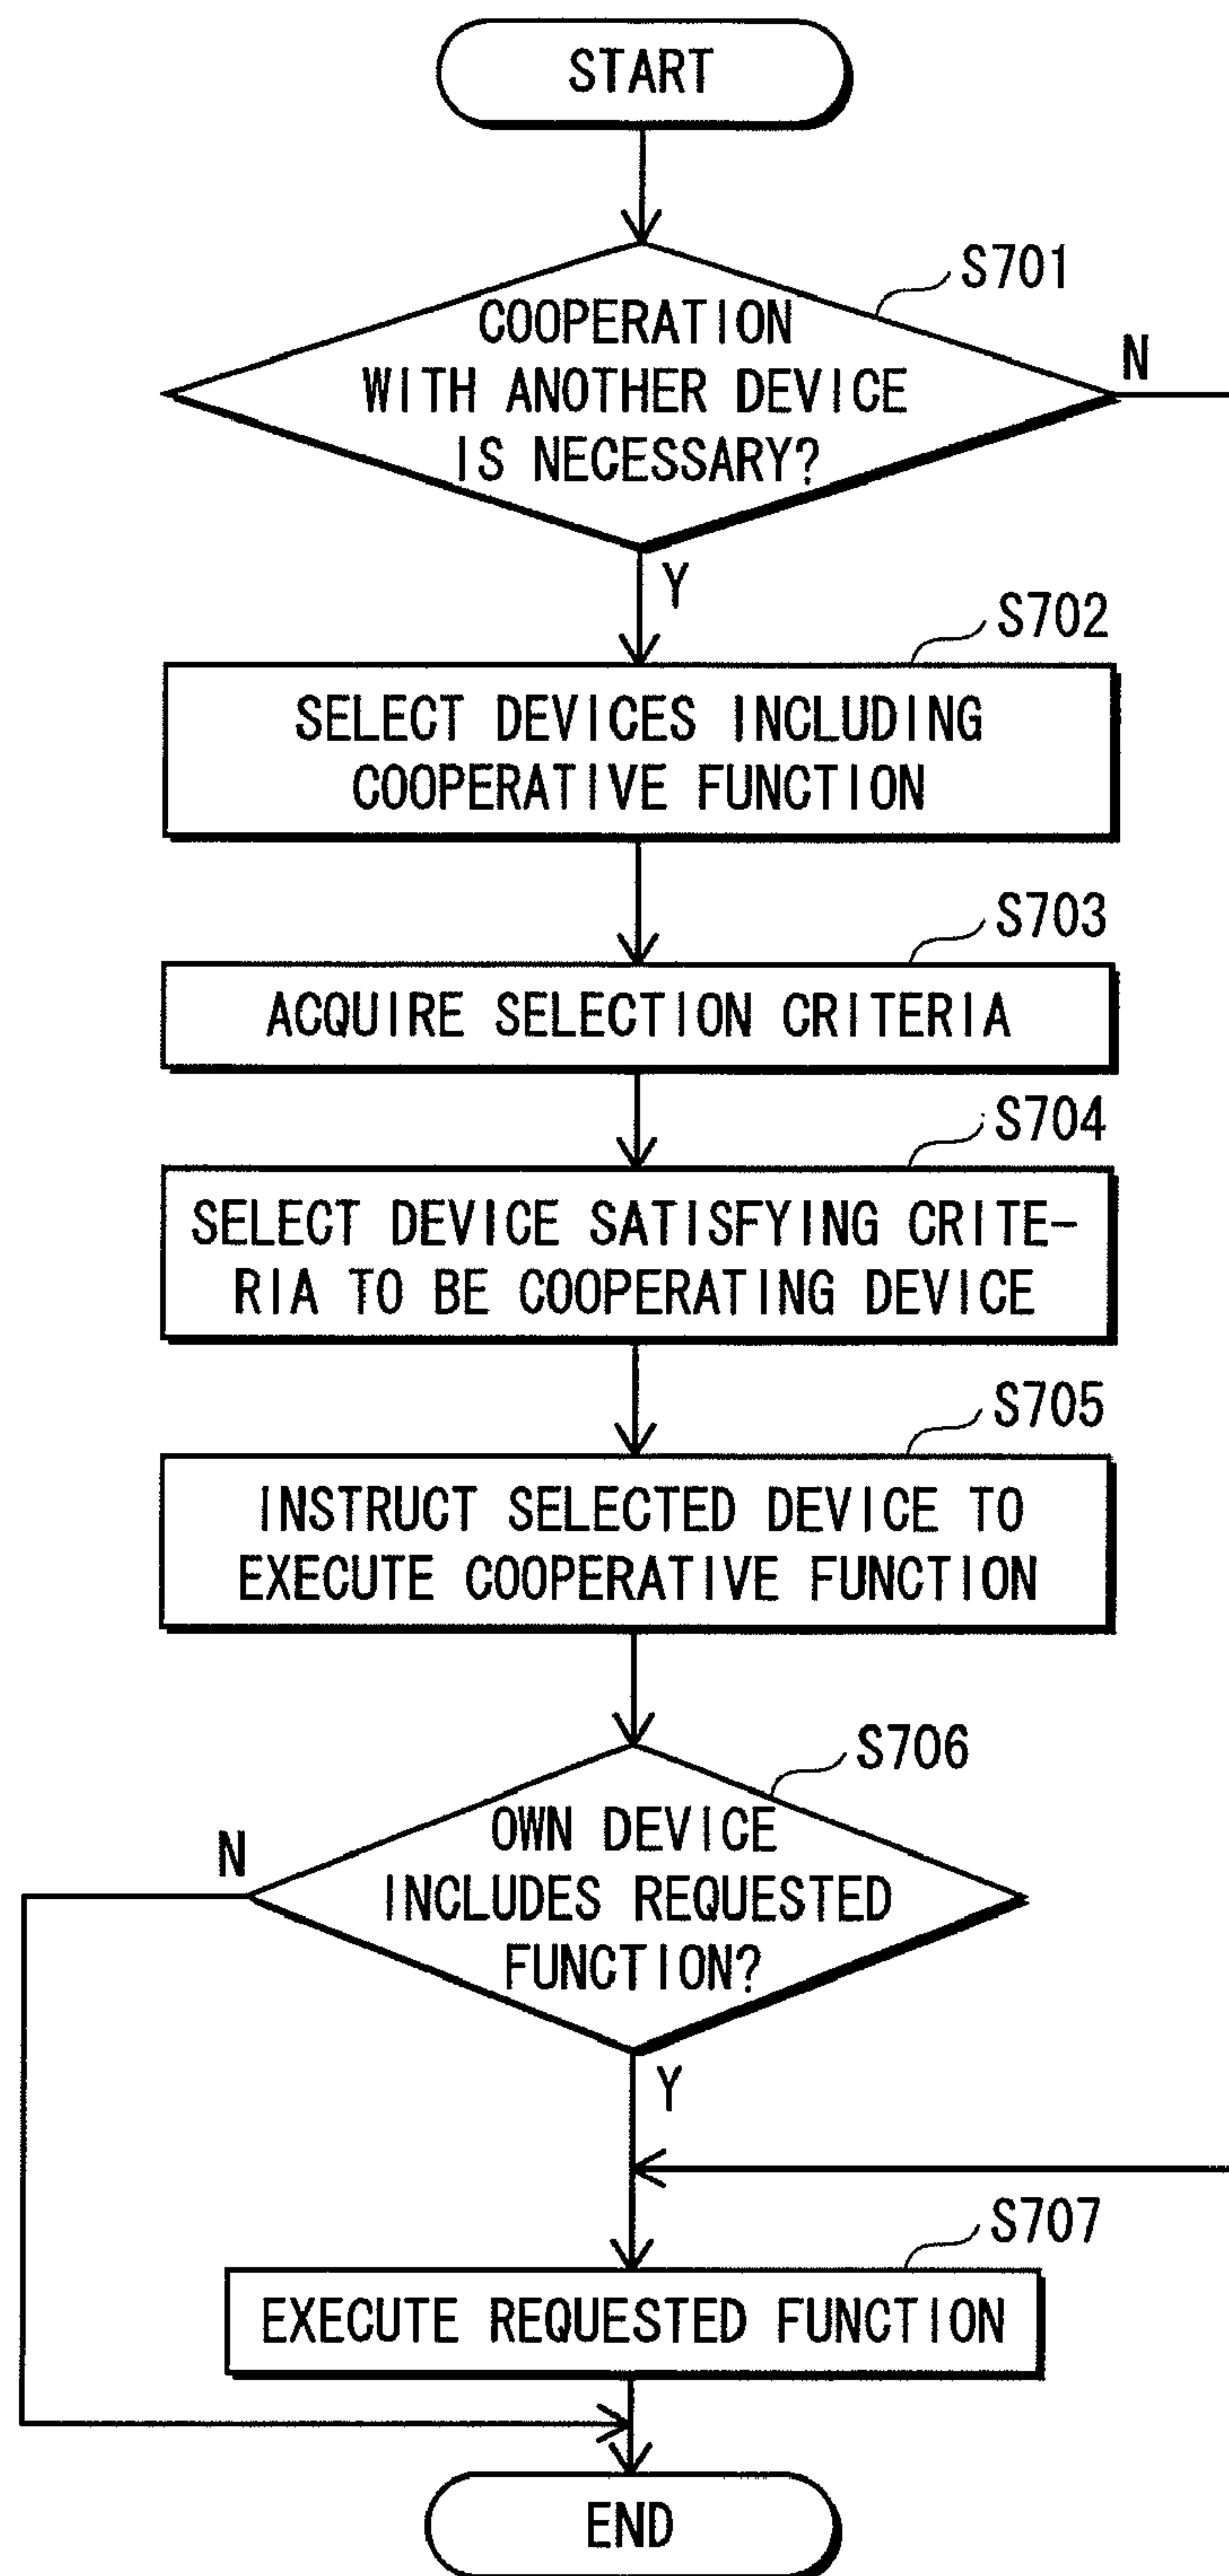 START
S701
COOPERATION
WITH ANOTHER DEVICE
IS NECESSARY?
N
Y
S702
SELECT DEVICES INCLUDING
COOPERATIVE FUNCTION
S703
ACQUIRE SELECTION CRITERIA
S704
SELECT DEVICE SATISFYING CRITE-
RIA TO BE COOPERATING DEVICE
S705
INSTRUCT SELECTED DEVICE TO
EXECUTE COOPERATIVE FUNCTION
S706
OWN DEVICE
INCLUDES REQUESTED
FUNCTION?
N
Y
S707
EXECUTE REQUESTED FUNCTION
END